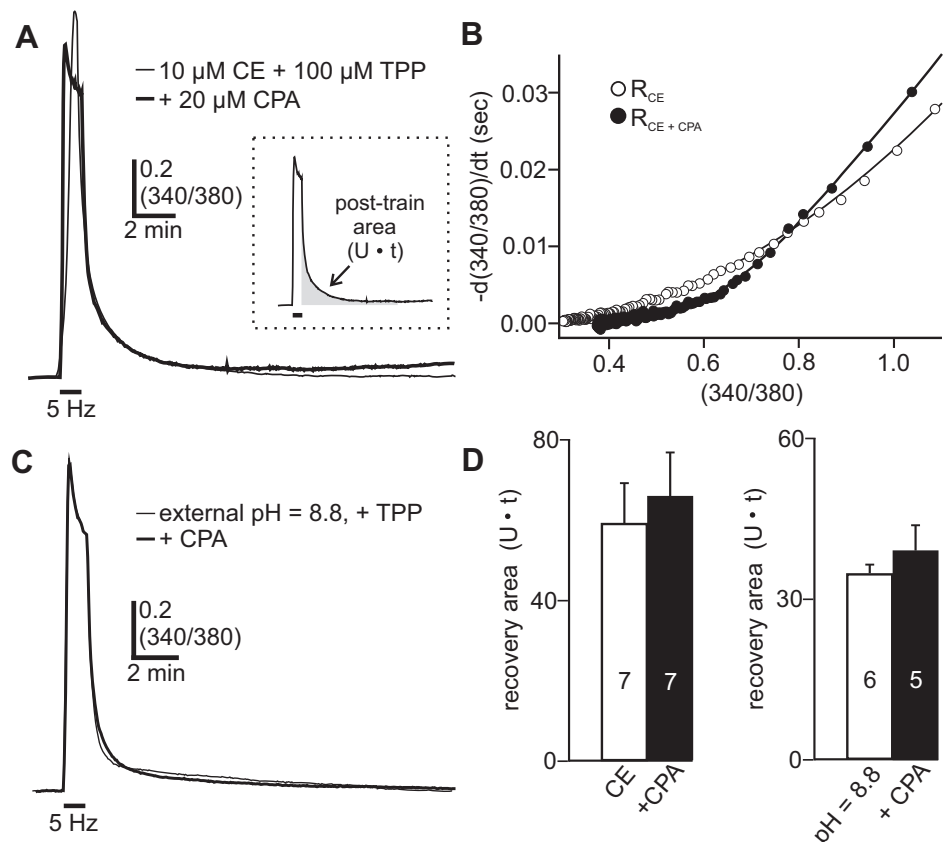 A
10 µM CE + 100 µM TPP
+ 20 µM CPA
0.2
(340/380)
2 min
post-train
area
(U • t)
5 Hz
B
R CE
R CE + CPA
-d(340/380)/dt (sec)
0.03
0.02
0.01
0.00
0.4
0.6
0.8
1.0
(340/380)
C
external pH = 8.8, + TPP
+ CPA
0.2
(340/380)
2 min
5 Hz
D
recovery area (U • t)
80
40
0
7
7
CE
+CPA
recovery area (U • t)
60
30
0
6
5
pH = 8.8
+ CPA